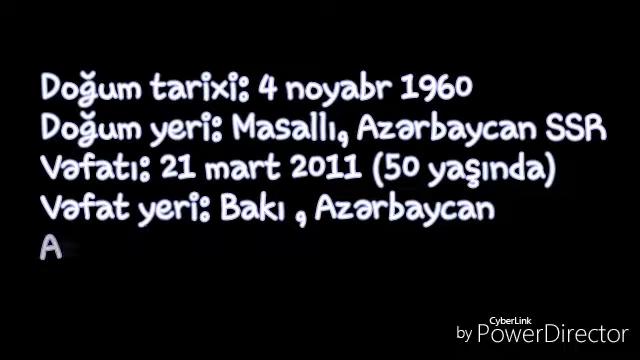 Doğum tarixi: 4 noyabr 1960
Doğum yeri: Masallı, Azərbaycan SSR
Vəfatı: 21 mart 2011 (50 yaşında)
Vəfat yeri: Bakı , Azərbaycan
A
CyberLink
by PowerDirector